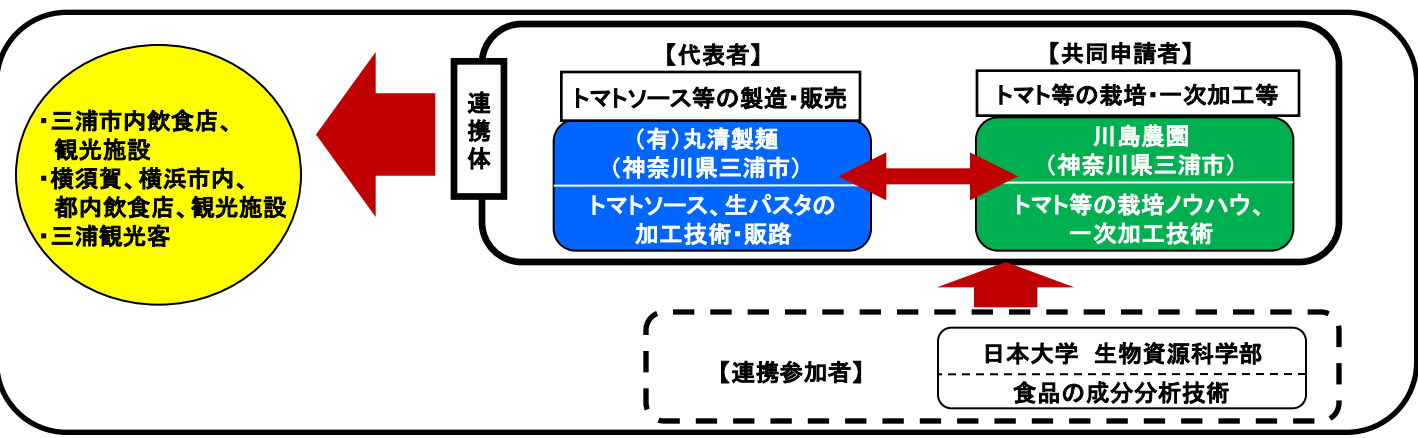 ・三浦市内飲食店、
観光施設
・横須賀、横浜市内、
都内飲食店、観光施設
・三浦観光客
連携体
【代表者】
トマトソース等の製造・販売
(有)丸清製麺
(神奈川県三浦市)
トマトソース、生パスタの
加工技術・販路
【共同申請者】
トマト等の栽培・一次加工等
川島農園
(神奈川県三浦市)
トマト等の栽培ノウハウ、
一次加工技術
【連携参加者】
日本大学　生物資源科学部
食品の成分分析技術